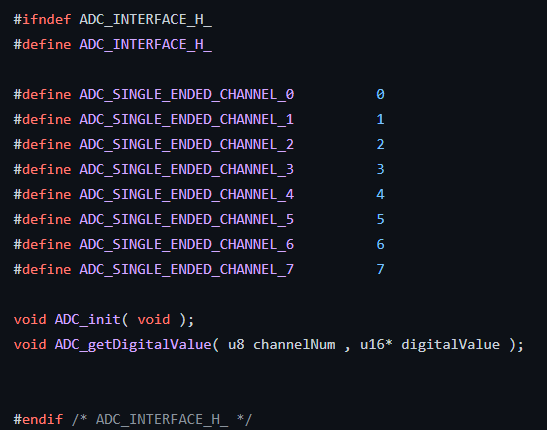 #ifndef ADC_INTERFACE_H_
#define ADC_INTERFACE_H_
#define ADC_SINGLE_ENDED_CHANNEL_0 0
#define ADC_SINGLE_ENDED_CHANNEL_1 1
#define ADC_SINGLE_ENDED_CHANNEL_2 2
#define ADC_SINGLE_ENDED_CHANNEL_3 3
#define ADC_SINGLE_ENDED_CHANNEL_4 4
#define ADC_SINGLE_ENDED_CHANNEL_5 5
#define ADC_SINGLE_ENDED_CHANNEL_6 6
#define ADC_SINGLE_ENDED_CHANNEL_7 7
void ADC_init( void );
void ADC_getDigitalValue( u8 channelNum , u16* digitalValue );
#endif /* ADC_INTERFACE_H_ */